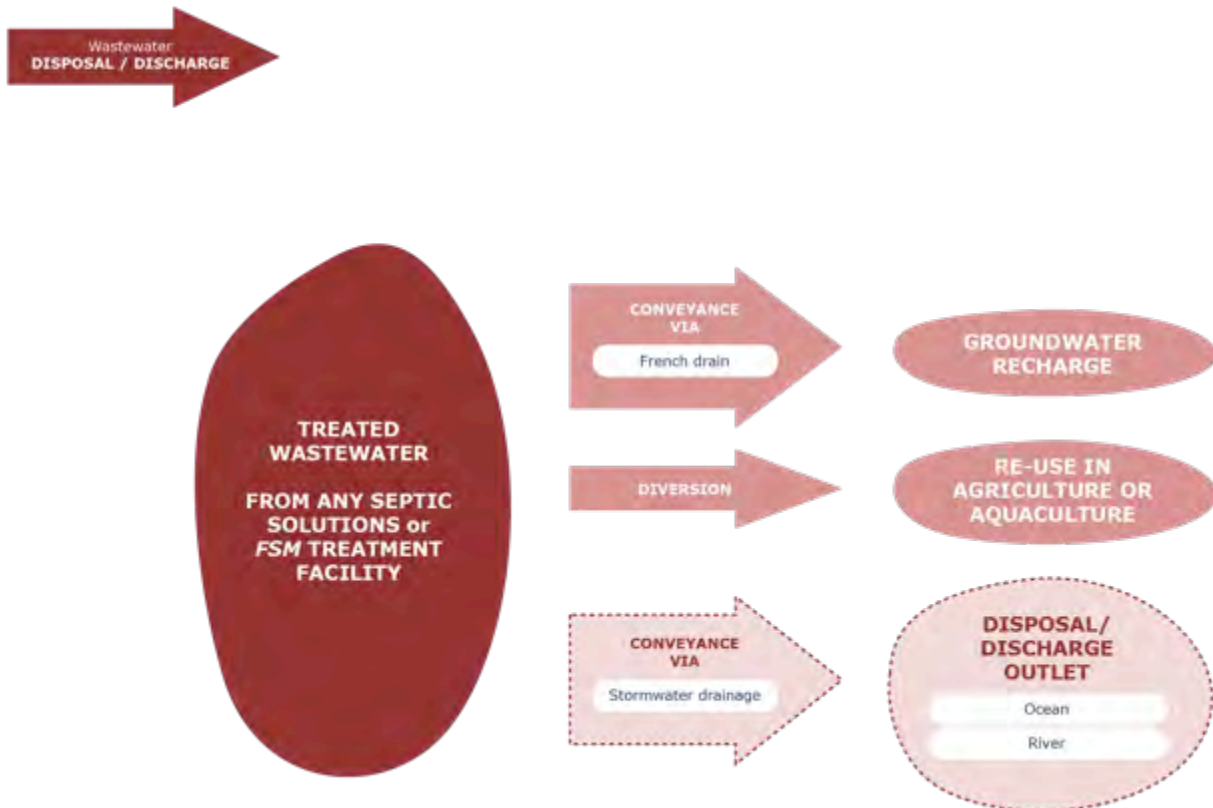 Wastewater
DISPOSAL / DISCHARGE
TREATED
WASTEWATER
FROM ANY SEPTIC
SOLUTIONS or
FSM TREATMENT
FACILITY
CONVEYANCE
VIA
French drain
GROUNDWATER
RECHARGE
DIVERSION
RE-USE IN
AGRICULTURE OR
AQUACULTURE
CONVEYANCE
VIA
Stormwater drainage
DISPOSAL/
DISCHARGE
OUTLET
Ocean
River